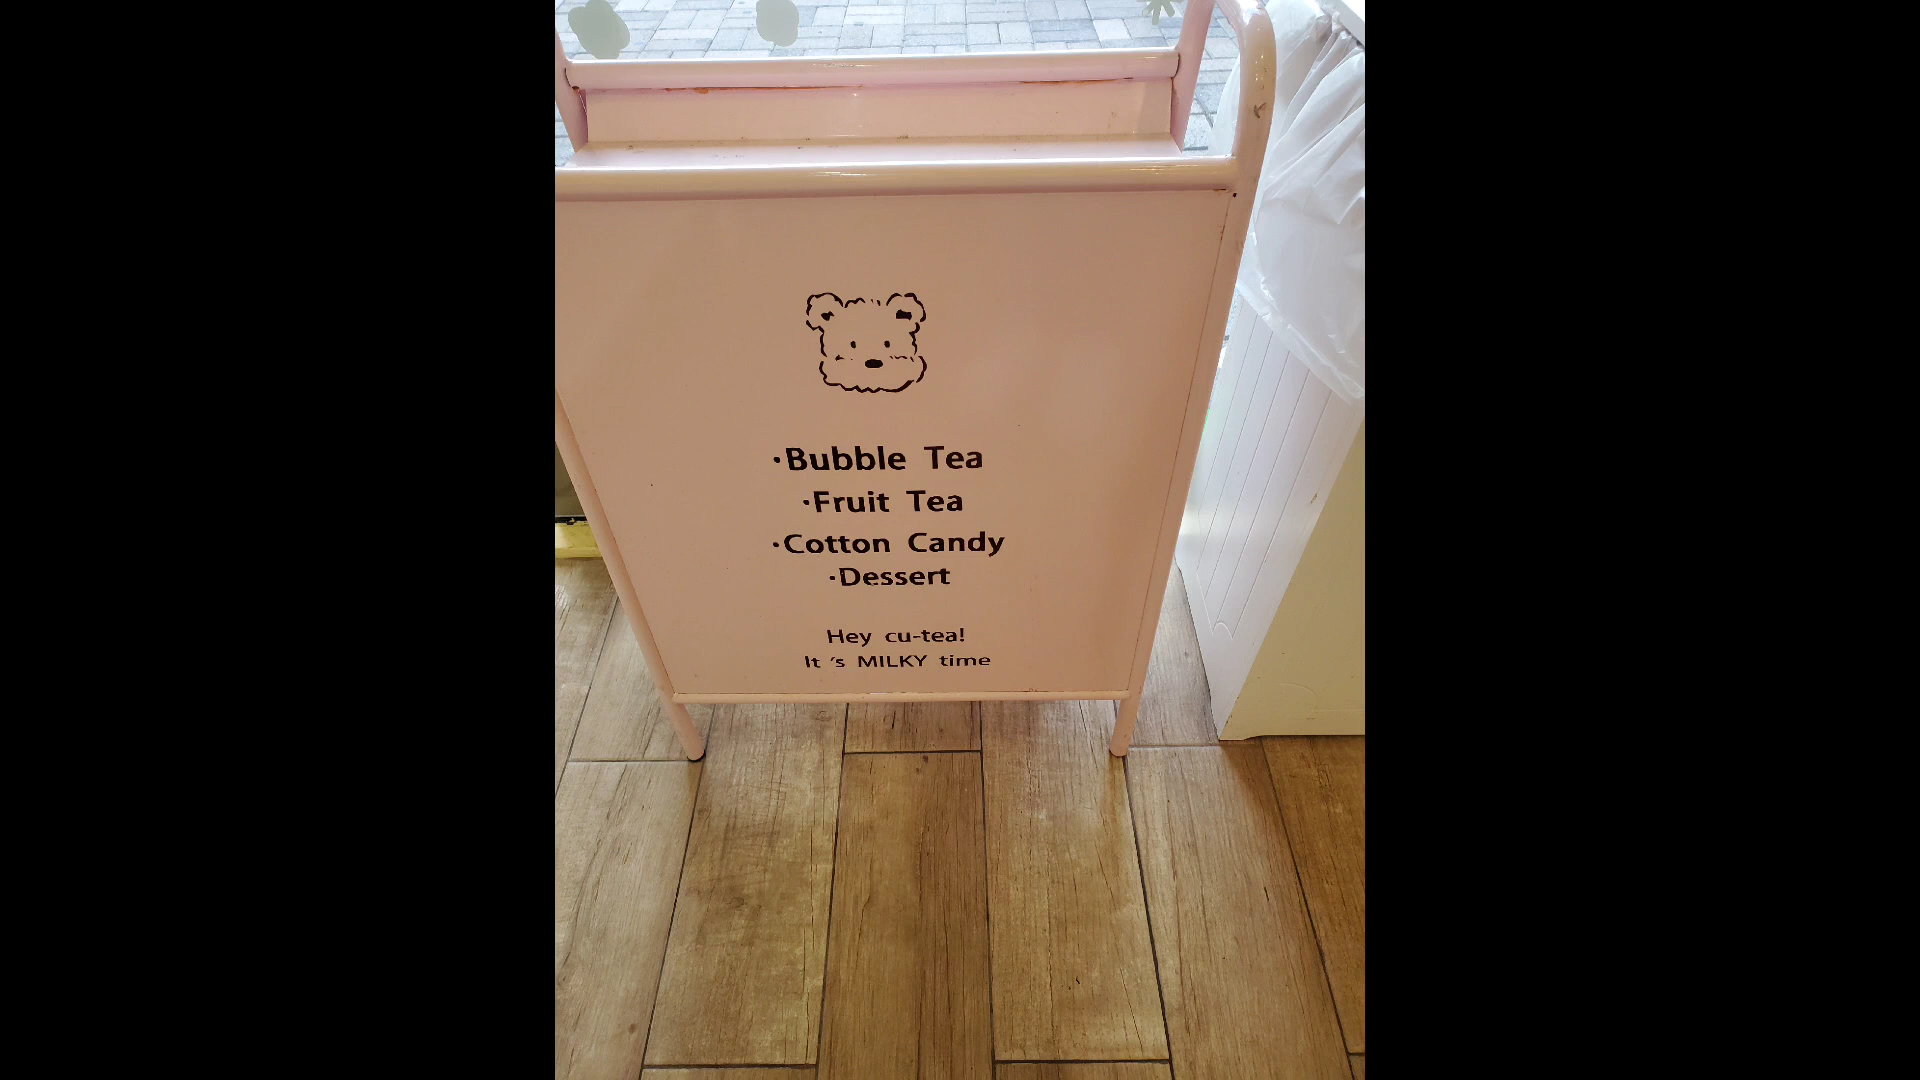 ·Bubble Tea
·Fruit Tea
·Cotton Candy
·Dessert
Hey cu-tea!
It 's MILKY time